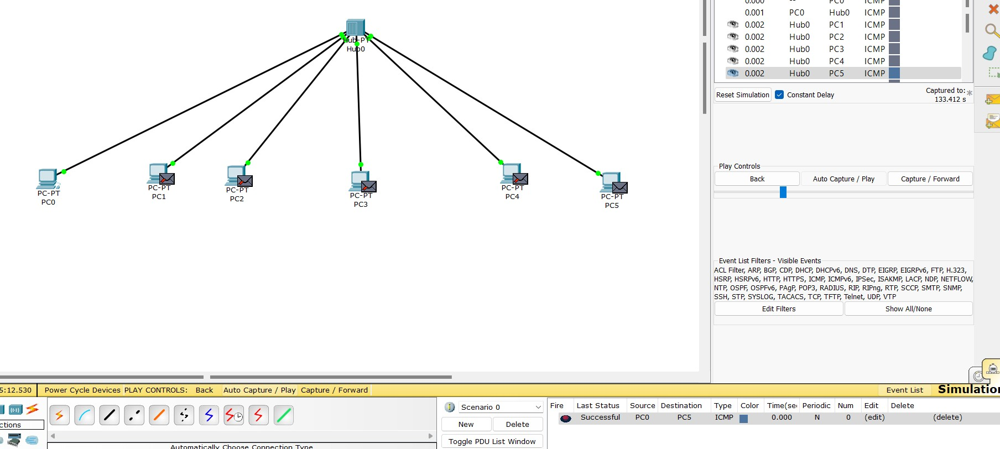 0.000 -- PC0 ICMP
0.001 PC0 Hub0 ICMP
0.002 Hub0 PC1 ICMP
0.002 Hub0 PC2 ICMP
0.002 Hub0 PC3 ICMP
0.002 Hub0 PC4 ICMP
0.002 Hub0 PC5 ICMP
Hub-PT
Hub0
PC-PT
PC0
PC-PT
PC1
PC-PT
PC2
PC-PT
PC3
PC-PT
PC4
PC-PT
PC5
Reset Simulation Constant Delay Captured to: *
133.412 s
Play Controls
Back Auto Capture / Play Capture / Forward
Event List Filters - Visible Events
ACL Filter, ARP, BGP, CDP, DHCP, DHCPv6, DNS, DTP, EIGRP, EIGRPv6, FTP, H.323,
HSRP, HSRPv6, HTTP, HTTPS, ICMP, ICMPv6, IPSec, ISAKMP, LACP, NDP, NETFLOW,
NTP, OSPF, OSPFv6, PAgP, POP3, RADIUS, RIP, RIPng, RTP, SCCP, SMTP, SNMP,
SSH, STP, SYSLOG, TACACS, TCP, TFTP, Telnet, UDP, VTP
Edit Filters Show All/None
5:12.530 Power Cycle Devices PLAY CONTROLS: Back Auto Capture / Play Capture / Forward Event List Simulation
ctions
Automatically Choose Connection Type
Scenario 0
New Delete
Toggle PDU List Window
Fire Last Status Source Destination Type Color Time(sec Periodic Num Edit Delete
Successful PC0 PC5 ICMP 0.000 N 0 (edit) (delete)